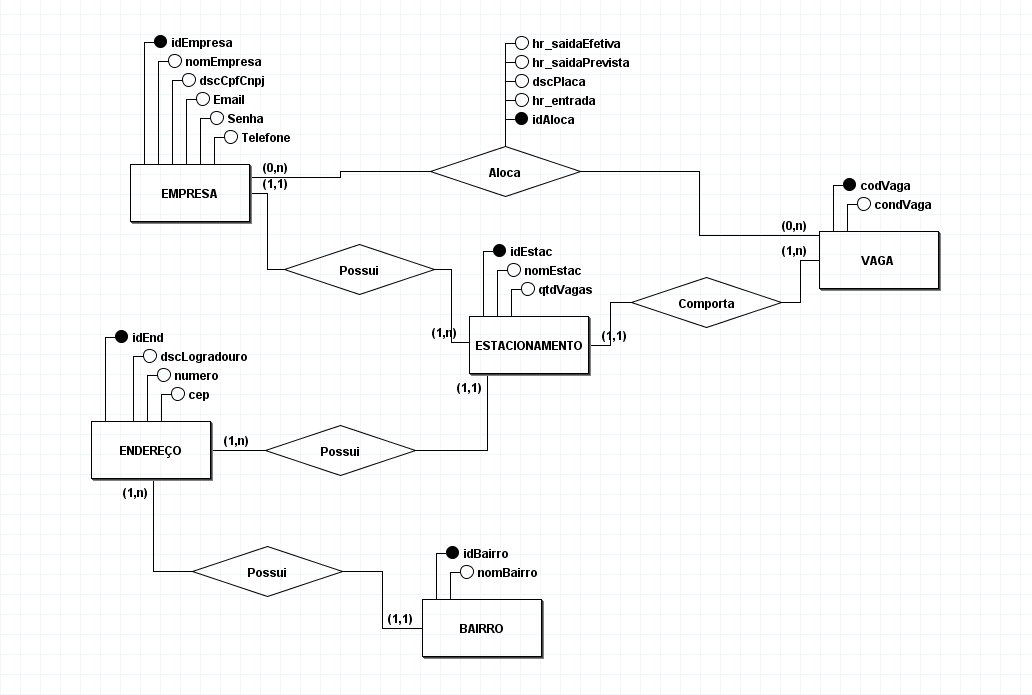 idEmpresa
nomEmpresa
dscCpfCnpj
Email
Senha
Telefone
EMPRESA
(0,n)
(1,1)
hr_saidaEfetiva
hr_saidaPrevista
dscPlaca
hr_entrada
idAloca
Aloca
codVaga
condVaga
(0,n)
(1,n)
VAGA
Possui
(1,n)
idEstac
nomEstac
qtdVagas
ESTACIONAMENTO
(1,1)
(1,1)
Comporta
idEnd
dscLogradouro
numero
cep
ENDEREÇO
(1,n)
(1,n)
Possui
Possui
idBairro
nomBairro
(1,1)
BAIRRO